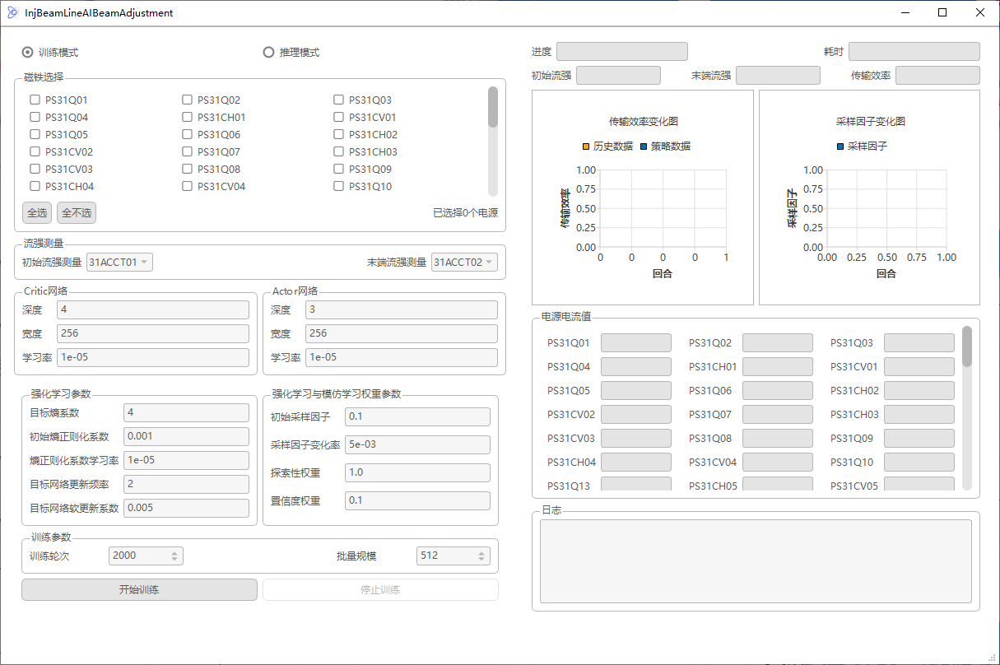 InjBeamLineAIBeamAdjustment
训练模式
推理模式
磁铁选择
PS31Q01 PS31Q02 PS31Q03
PS31Q04 PS31CH01 PS31CV01
PS31Q05 PS31Q06 PS31CH02
PS31CV02 PS31Q07 PS31CH03
PS31CV03 PS31Q08 PS31Q09
PS31CH04 PS31CV04 PS31Q10
全选 全不选 已选择0个电源
流强测量
初始流强测量 31ACCT01 末端流强测量 31ACCT02
Critic网络
深度 4
宽度 256
学习率 1e-05
Actor网络
深度 3
宽度 256
学习率 1e-05
强化学习参数
目标熵系数 4
初始熵正则化系数 0.001
熵正则化系数学习率 1e-05
目标网络更新频率 2
目标网络软更新系数 0.005
强化学习与模仿学习权重参数
初始采样因子 0.1
采样因子变化率 5e-03
探索性权重 1.0
置信度权重 0.1
训练参数
训练轮次 2000 批量规模 512
开始训练 停止训练
进度 耗时
初始流强 末端流强 传输效率
传输效率变化图
历史数据 策略数据
传输效率
1.00
0.75
0.50
0.25
0.00
0 0 0 0 1
回合
采样因子变化图
采样因子
采样因子
1.00
0.75
0.50
0.25
0.00
0.00 0.25 0.50 0.75 1.00
回合
电源电流值
PS31Q01 PS31Q02 PS31Q03
PS31Q04 PS31CH01 PS31CV01
PS31Q05 PS31Q06 PS31CH02
PS31CV02 PS31Q07 PS31CH03
PS31CV03 PS31Q08 PS31Q09
PS31CH04 PS31CV04 PS31Q10
PS31Q13 PS31CH05 PS31CV05
日志